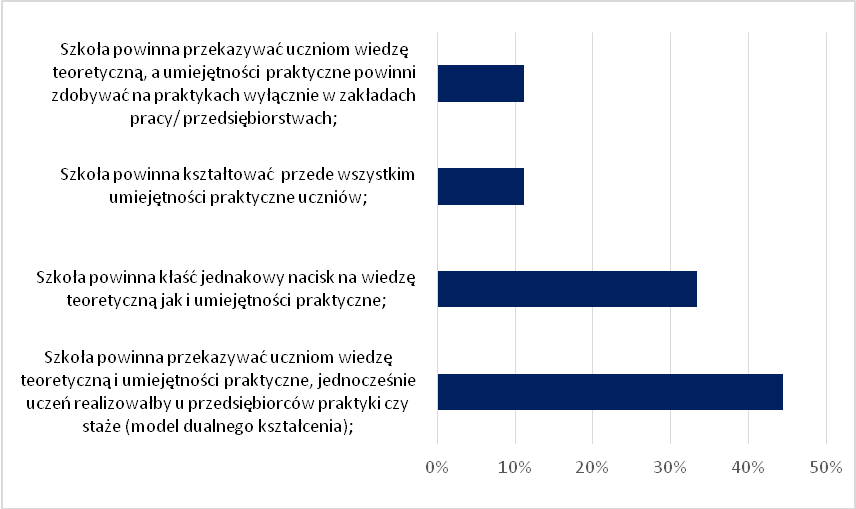 Szkoła powinna przekazywać uczniom wiedzę
teoretyczną, a umiejętności praktyczne powinni
zdobywać na praktykach wyłącznie w zakładach
pracy/ przedsiębiorstwach;
Szkoła powinna kształtować przede wszystkim
umiejętności praktyczne uczniów;
Szkoła powinna kłaść jednakowy nacisk na wiedzę
teoretyczną jak i umiejętności praktyczne;
Szkoła powinna przekazywać uczniom wiedzę
teoretyczną i umiejętności praktyczne, jednocześnie
uczeń realizowałby u przedsiębiorców praktyki czy
staże (model dualnego kształcenia);
0% 10% 20% 30% 40% 50%